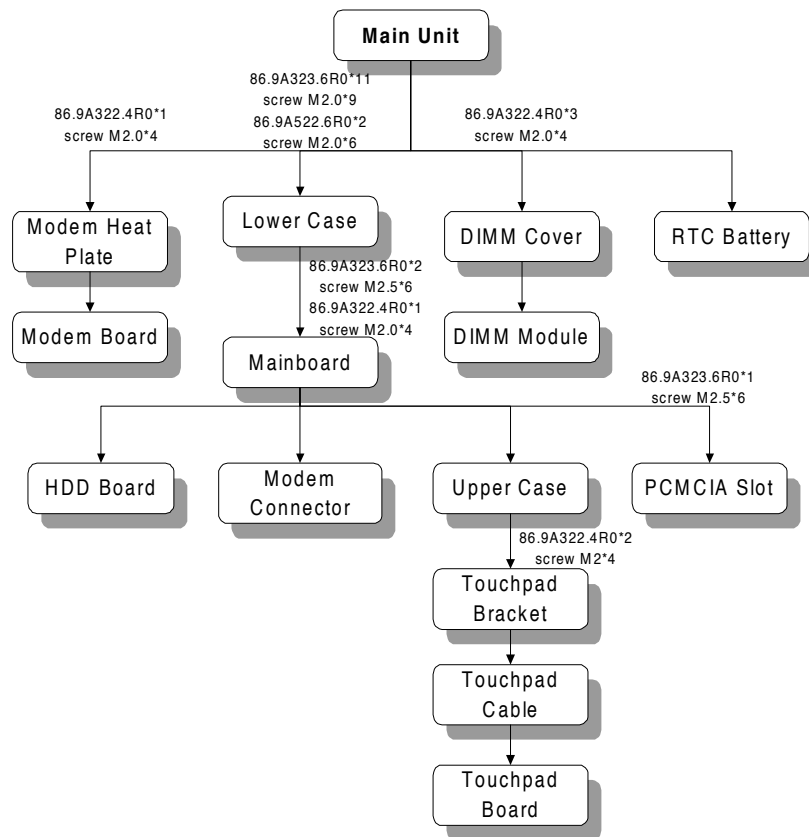 Main Unit
86.9A323.6R0*11
screw M2.0*9
86.9A522.6R0*2
screw M2.0*6
86.9A322.4R0*1
screw M2.0*4
86.9A322.4R0*3
screw M2.0*4
Modem Heat
Plate
Lower Case
DIMM Cover
RTC Battery
86.9A323.6R0*2
screw M2.5*6
86.9A322.4R0*1
screw M2.0*4
Modem Board
Mainboard
DIMM Module
86.9A323.6R0*1
screw M2.5*6
HDD Board
Modem
Connector
Upper Case
PCMCIA Slot
86.9A322.4R0*2
screw M2*4
Touchpad
Bracket
Touchpad
Cable
Touchpad
Board